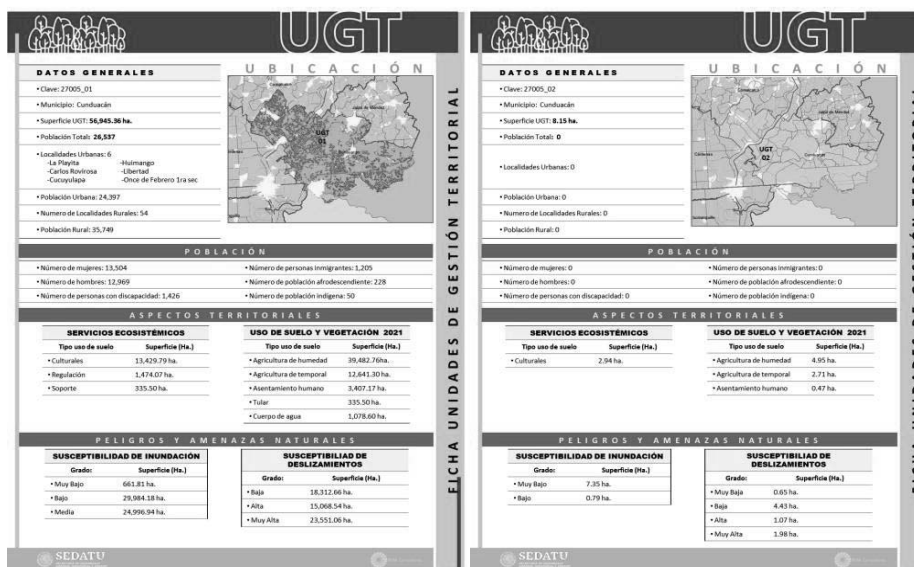 UGT
UBICACIÓN
DATOS GENERALES
• Clave: 27005_01
• Municipio: Cunduacán
• Superficie UGT: 56,945.36 ha.
• Población Total: 26,537
• Localidades Urbanas: 6
-La Playita -Huimango
-Carlos Rovirosa -Libertad
-Cucuyulapa -Once de Febrero 1ra sec
• Población Urbana: 24,397
• Numero de Localidades Rurales: 54
• Población Rural: 35,749
UGT
01
POBLACIÓN
• Número de mujeres: 13,504 • Número de personas inmigrantes: 1,205
• Número de hombres: 12,969 • Número de población afrodescendiente: 228
• Número de personas con discapacidad: 1,426 • Número de población indígena: 50
ASPECTOS TERRITORIALES
SERVICIOS ECOSISTÉMICOS
Tipo uso de suelo Superficie (Ha.)
• Culturales 13,429.79 ha.
• Regulación 1,474.07 ha.
• Soporte 335.50 ha.
USO DE SUELO Y VEGETACIÓN 2021
Tipo uso de suelo Superficie (Ha.)
• Agricultura de humedad 39,482.76ha.
• Agricultura de temporal 12,641.30 ha.
• Asentamiento humano 3,407.17 ha.
• Tular 335.50 ha.
• Cuerpo de agua 1,078.60 ha.
PELIGROS Y AMENAZAS NATURALES
SUSCEPTIBILIDAD DE INUNDACIÓN
Grado: Superficie (Ha.)
• Muy Bajo 661.81 ha.
• Bajo 29,984.18 ha.
• Media 24,996.94 ha.
SUSCEPTIBILIAD DE
DESLIZAMIENTOS
Grado: Superficie (Ha.)
• Baja 18,312.66 ha.
• Alta 15,068.54 ha.
• Muy Alta 23,551.06 ha.
SEDATU
FICHA UNIDADES DE GESTIÓN TERRITORIAL
UGT
UBICACIÓN
DATOS GENERALES
• Clave: 27005_02
• Municipio: Cunduacán
• Superficie UGT: 8.15 ha.
• Población Total: 0
• Localidades Urbanas: 0
• Población Urbana: 0
• Numero de Localidades Rurales: 0
• Población Rural: 0
UGT
02
POBLACIÓN
• Número de mujeres: 0 • Número de personas inmigrantes: 0
• Número de hombres: 0 • Número de población afrodescendiente: 0
• Número de personas con discapacidad: 0 • Número de población indígena: 0
ASPECTOS TERRITORIALES
SERVICIOS ECOSISTÉMICOS
Tipo uso de suelo Superficie (Ha.)
• Culturales 2.94 ha.
USO DE SUELO Y VEGETACIÓN 2021
Tipo uso de suelo Superficie (Ha.)
• Agricultura de humedad 4.95 ha.
• Agricultura de temporal 2.71 ha.
• Asentamiento humano 0.47 ha.
PELIGROS Y AMENAZAS NATURALES
SUSCEPTIBILIDAD DE INUNDACIÓN
Grado: Superficie (Ha.)
• Muy Bajo 7.35 ha.
• Bajo 0.79 ha.
SUSCEPTIBILIAD DE
DESLIZAMIENTOS
Grado: Superficie (Ha.)
• Muy Baja 0.65 ha.
• Baja 4.43 ha.
• Alta 1.07 ha.
• Muy Alta 1.98 ha.
SEDATU